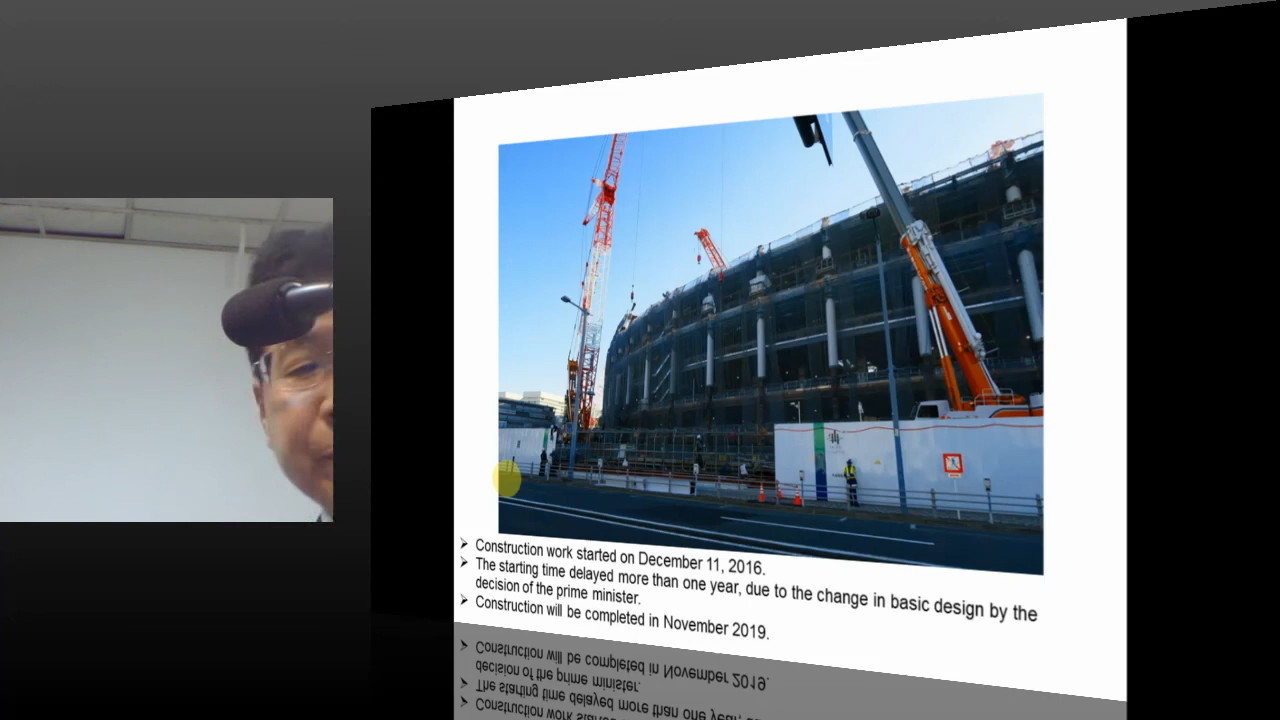 ➢ Construction work started on December 11, 2016.
➢ The starting time delayed more than one year, due to the change in basic design by the
decision of the prime minister.
➢ Construction will be completed in November 2019.